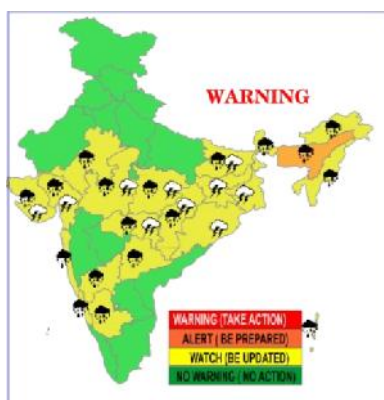 WARNING
WARNING (TAKE ACTION)
ALERT ( BE PREPARED)
WATCH (BE UPDATED)
NO WARNING ( NO ACTION)